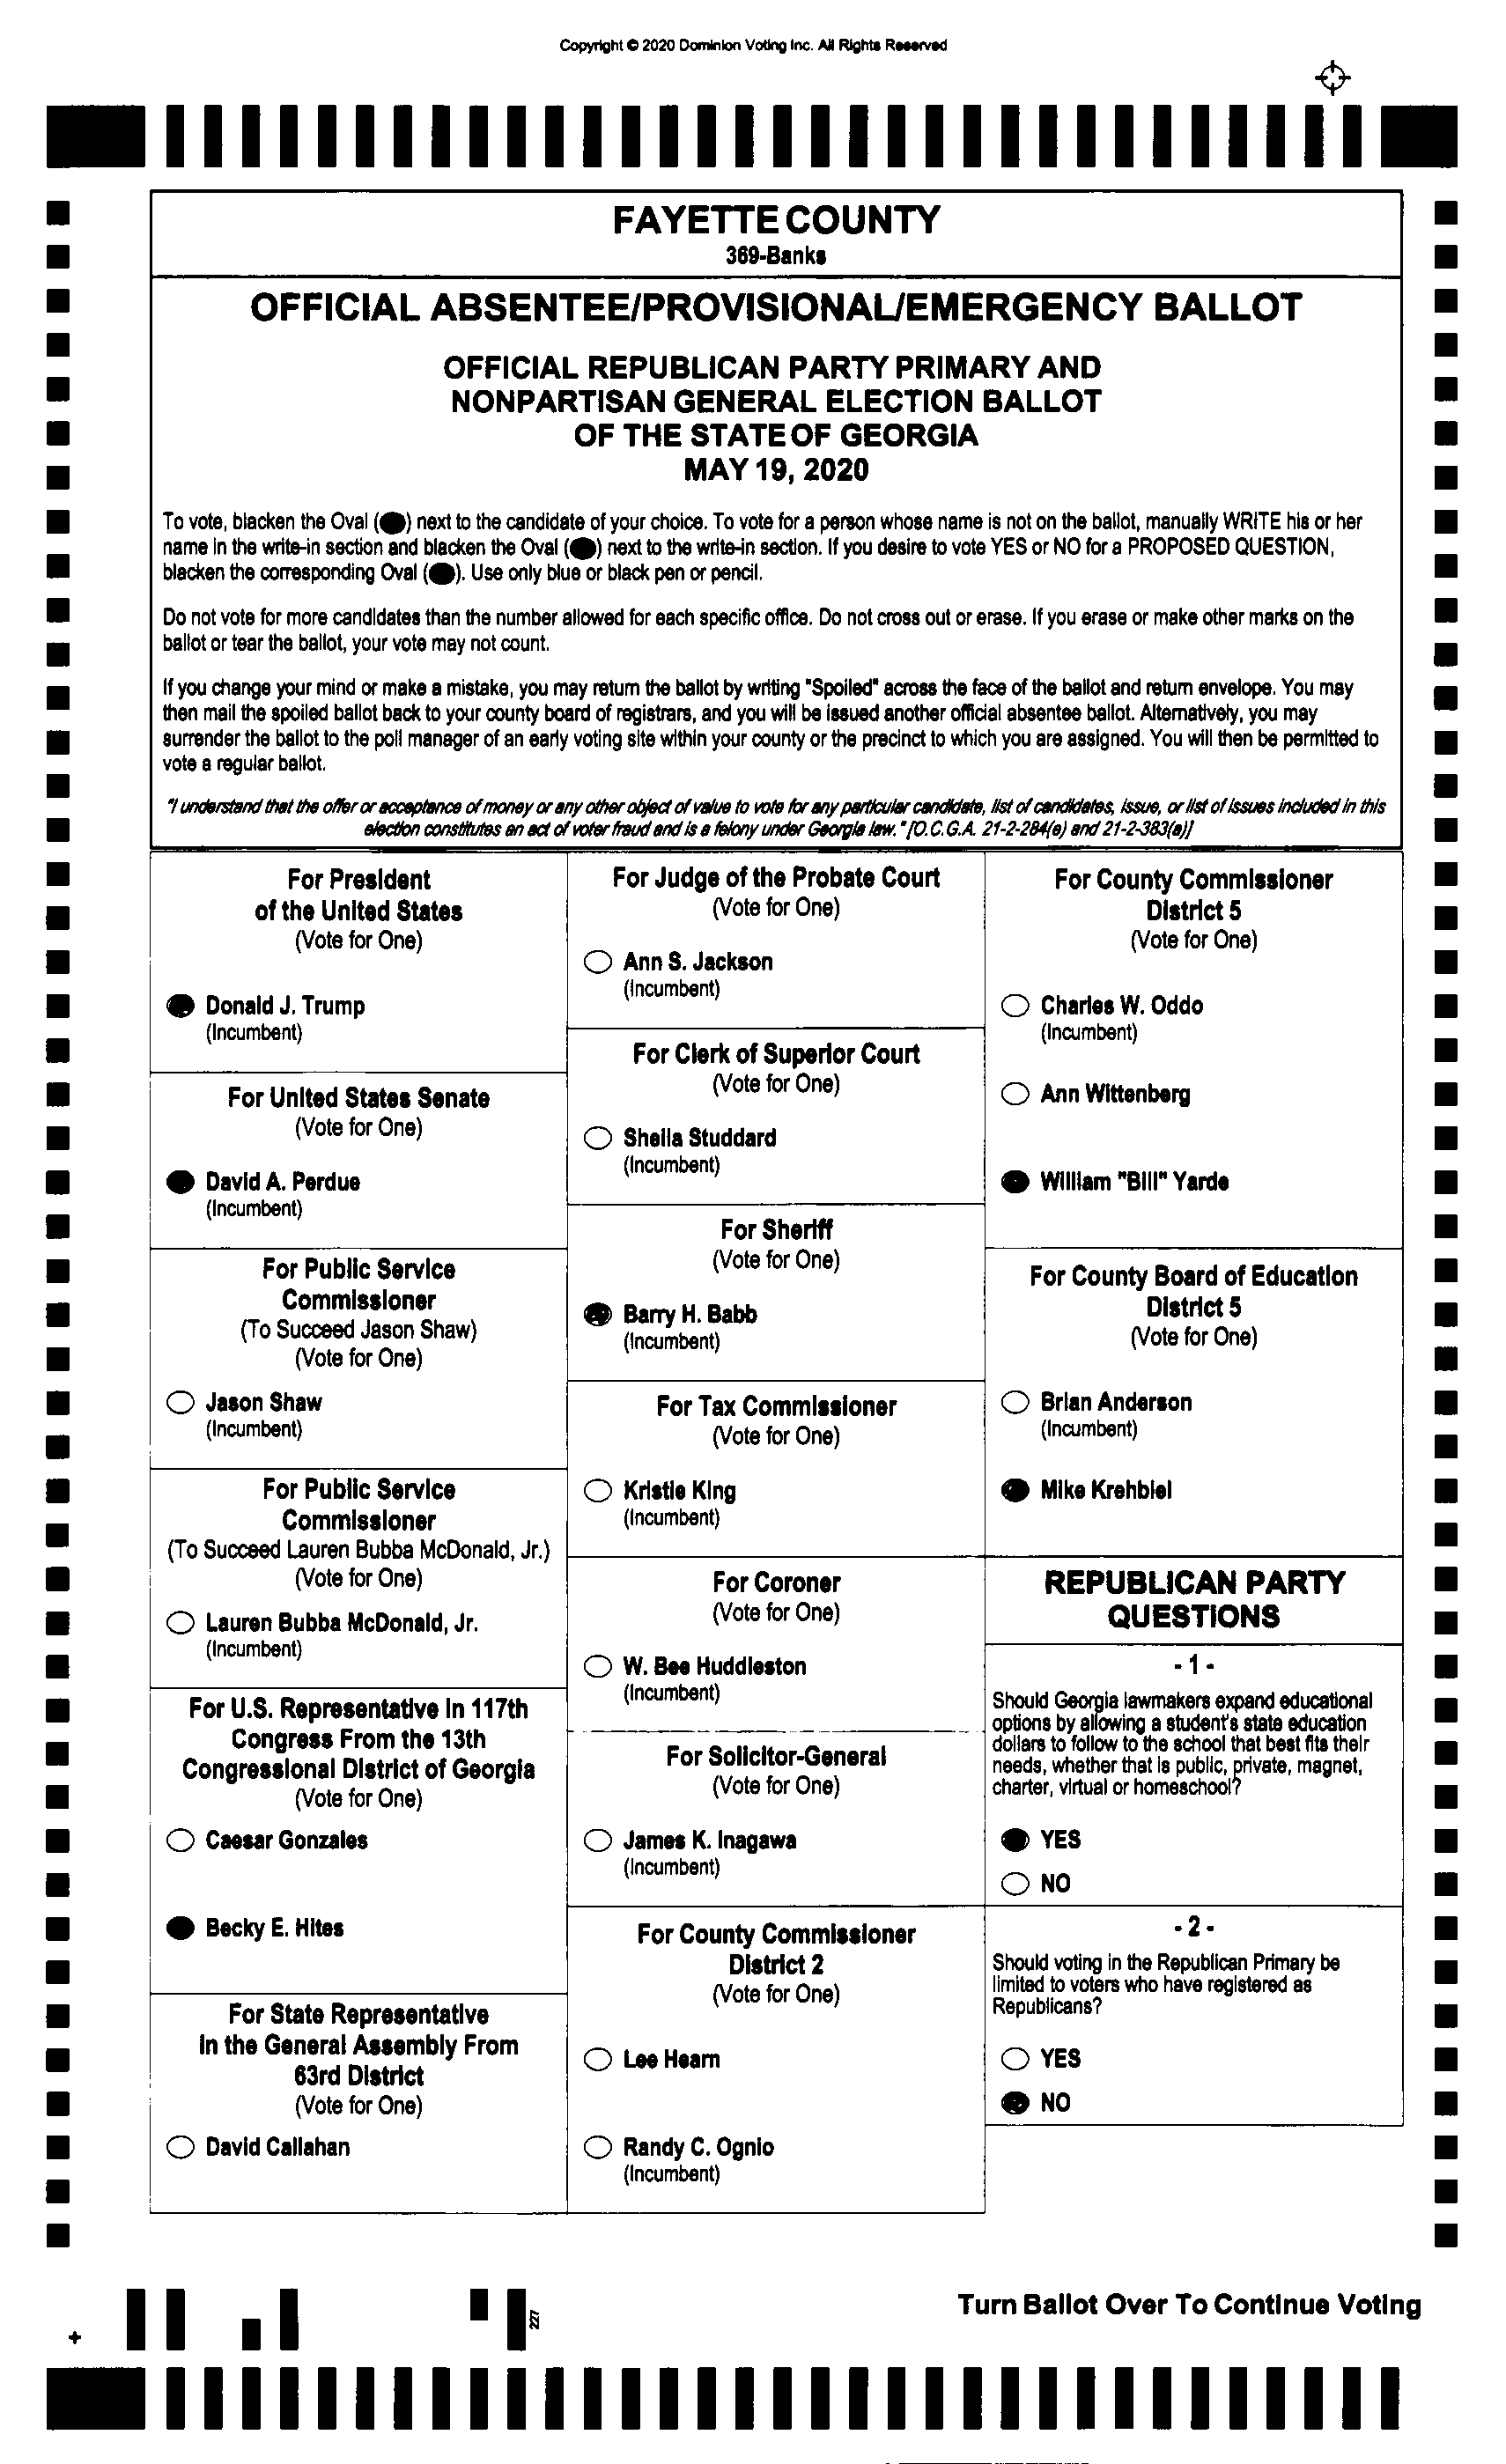 Copyright © 2020 Dominion Voting Inc. All Rights Reserved
FAYETTE COUNTY
369-Banks
OFFICIAL ABSENTEE/PROVISIONAL/EMERGENCY BALLOT
OFFICIAL REPUBLICAN PARTY PRIMARY AND
NONPARTISAN GENERAL ELECTION BALLOT
OF THE STATE OF GEORGIA
MAY 19, 2020
To vote, blacken the Oval ( ) next to the candidate of your choice. To vote for a person whose name is not on the ballot, manually WRITE his or her
name in the write-in section and blacken the Oval ( ) next to the write-in section. If you desire to vote YES or NO for a PROPOSED QUESTION,
blacken the corresponding Oval ( ). Use only blue or black pen or pencil.
Do not vote for more candidates than the number allowed for each specific office. Do not cross out or erase. If you erase or make other marks on the
ballot or tear the ballot, your vote may not count.
If you change your mind or make a mistake, you may return the ballot by writing "Spoiled" across the face of the ballot and return envelope. You may
then mail the spoiled ballot back to your county board of registrars, and you will be issued another official absentee ballot. Alternatively, you may
surrender the ballot to the poll manager of an early voting site within your county or the precinct to which you are assigned. You will then be permitted to
vote a regular ballot.
"I understand that the offer or acceptance of money or any other object of value to vote for any particular candidate, list of candidates, issue, or list of issues included in this
election constitutes an act of voter fraud and is a felony under Georgia law." [O.C.G.A. 21-2-284(e) and 21-2-383(a)]
For President
of the United States
(Vote for One)
Donald J. Trump
(Incumbent)
For United States Senate
(Vote for One)
David A. Perdue
(Incumbent)
For Public Service
Commissioner
(To Succeed Jason Shaw)
(Vote for One)
Jason Shaw
(Incumbent)
For Public Service
Commissioner
(To Succeed Lauren Bubba McDonald, Jr.)
(Vote for One)
Lauren Bubba McDonald, Jr.
(Incumbent)
For U.S. Representative in 117th
Congress From the 13th
Congressional District of Georgia
(Vote for One)
Caesar Gonzales
Becky E. Hites
For State Representative
In the General Assembly From
63rd District
(Vote for One)
David Callahan
For Judge of the Probate Court
(Vote for One)
Ann S. Jackson
(Incumbent)
For Clerk of Superior Court
(Vote for One)
Sheila Studdard
(Incumbent)
For Sheriff
(Vote for One)
Barry H. Babb
(Incumbent)
For Tax Commissioner
(Vote for One)
Kristie King
(Incumbent)
For Coroner
(Vote for One)
W. Bee Huddleston
(Incumbent)
For Solicitor-General
(Vote for One)
James K. Inagawa
(Incumbent)
For County Commissioner
District 2
(Vote for One)
Lee Hearn
Randy C. Ognio
(Incumbent)
For County Commissioner
District 5
(Vote for One)
Charles W. Oddo
(Incumbent)
Ann Wittenberg
William "Bill" Yarde
For County Board of Education
District 5
(Vote for One)
Brian Anderson
(Incumbent)
Mike Krehbiel
REPUBLICAN PARTY
QUESTIONS
- 1 -
Should Georgia lawmakers expand educational
options by allowing a student's state education
dollars to follow to the school that best fits their
needs, whether that is public, private, magnet,
charter, virtual or homeschool?
YES
NO
- 2 -
Should voting in the Republican Primary be
limited to voters who have registered as
Republicans?
YES
NO
227
Turn Ballot Over To Continue Voting